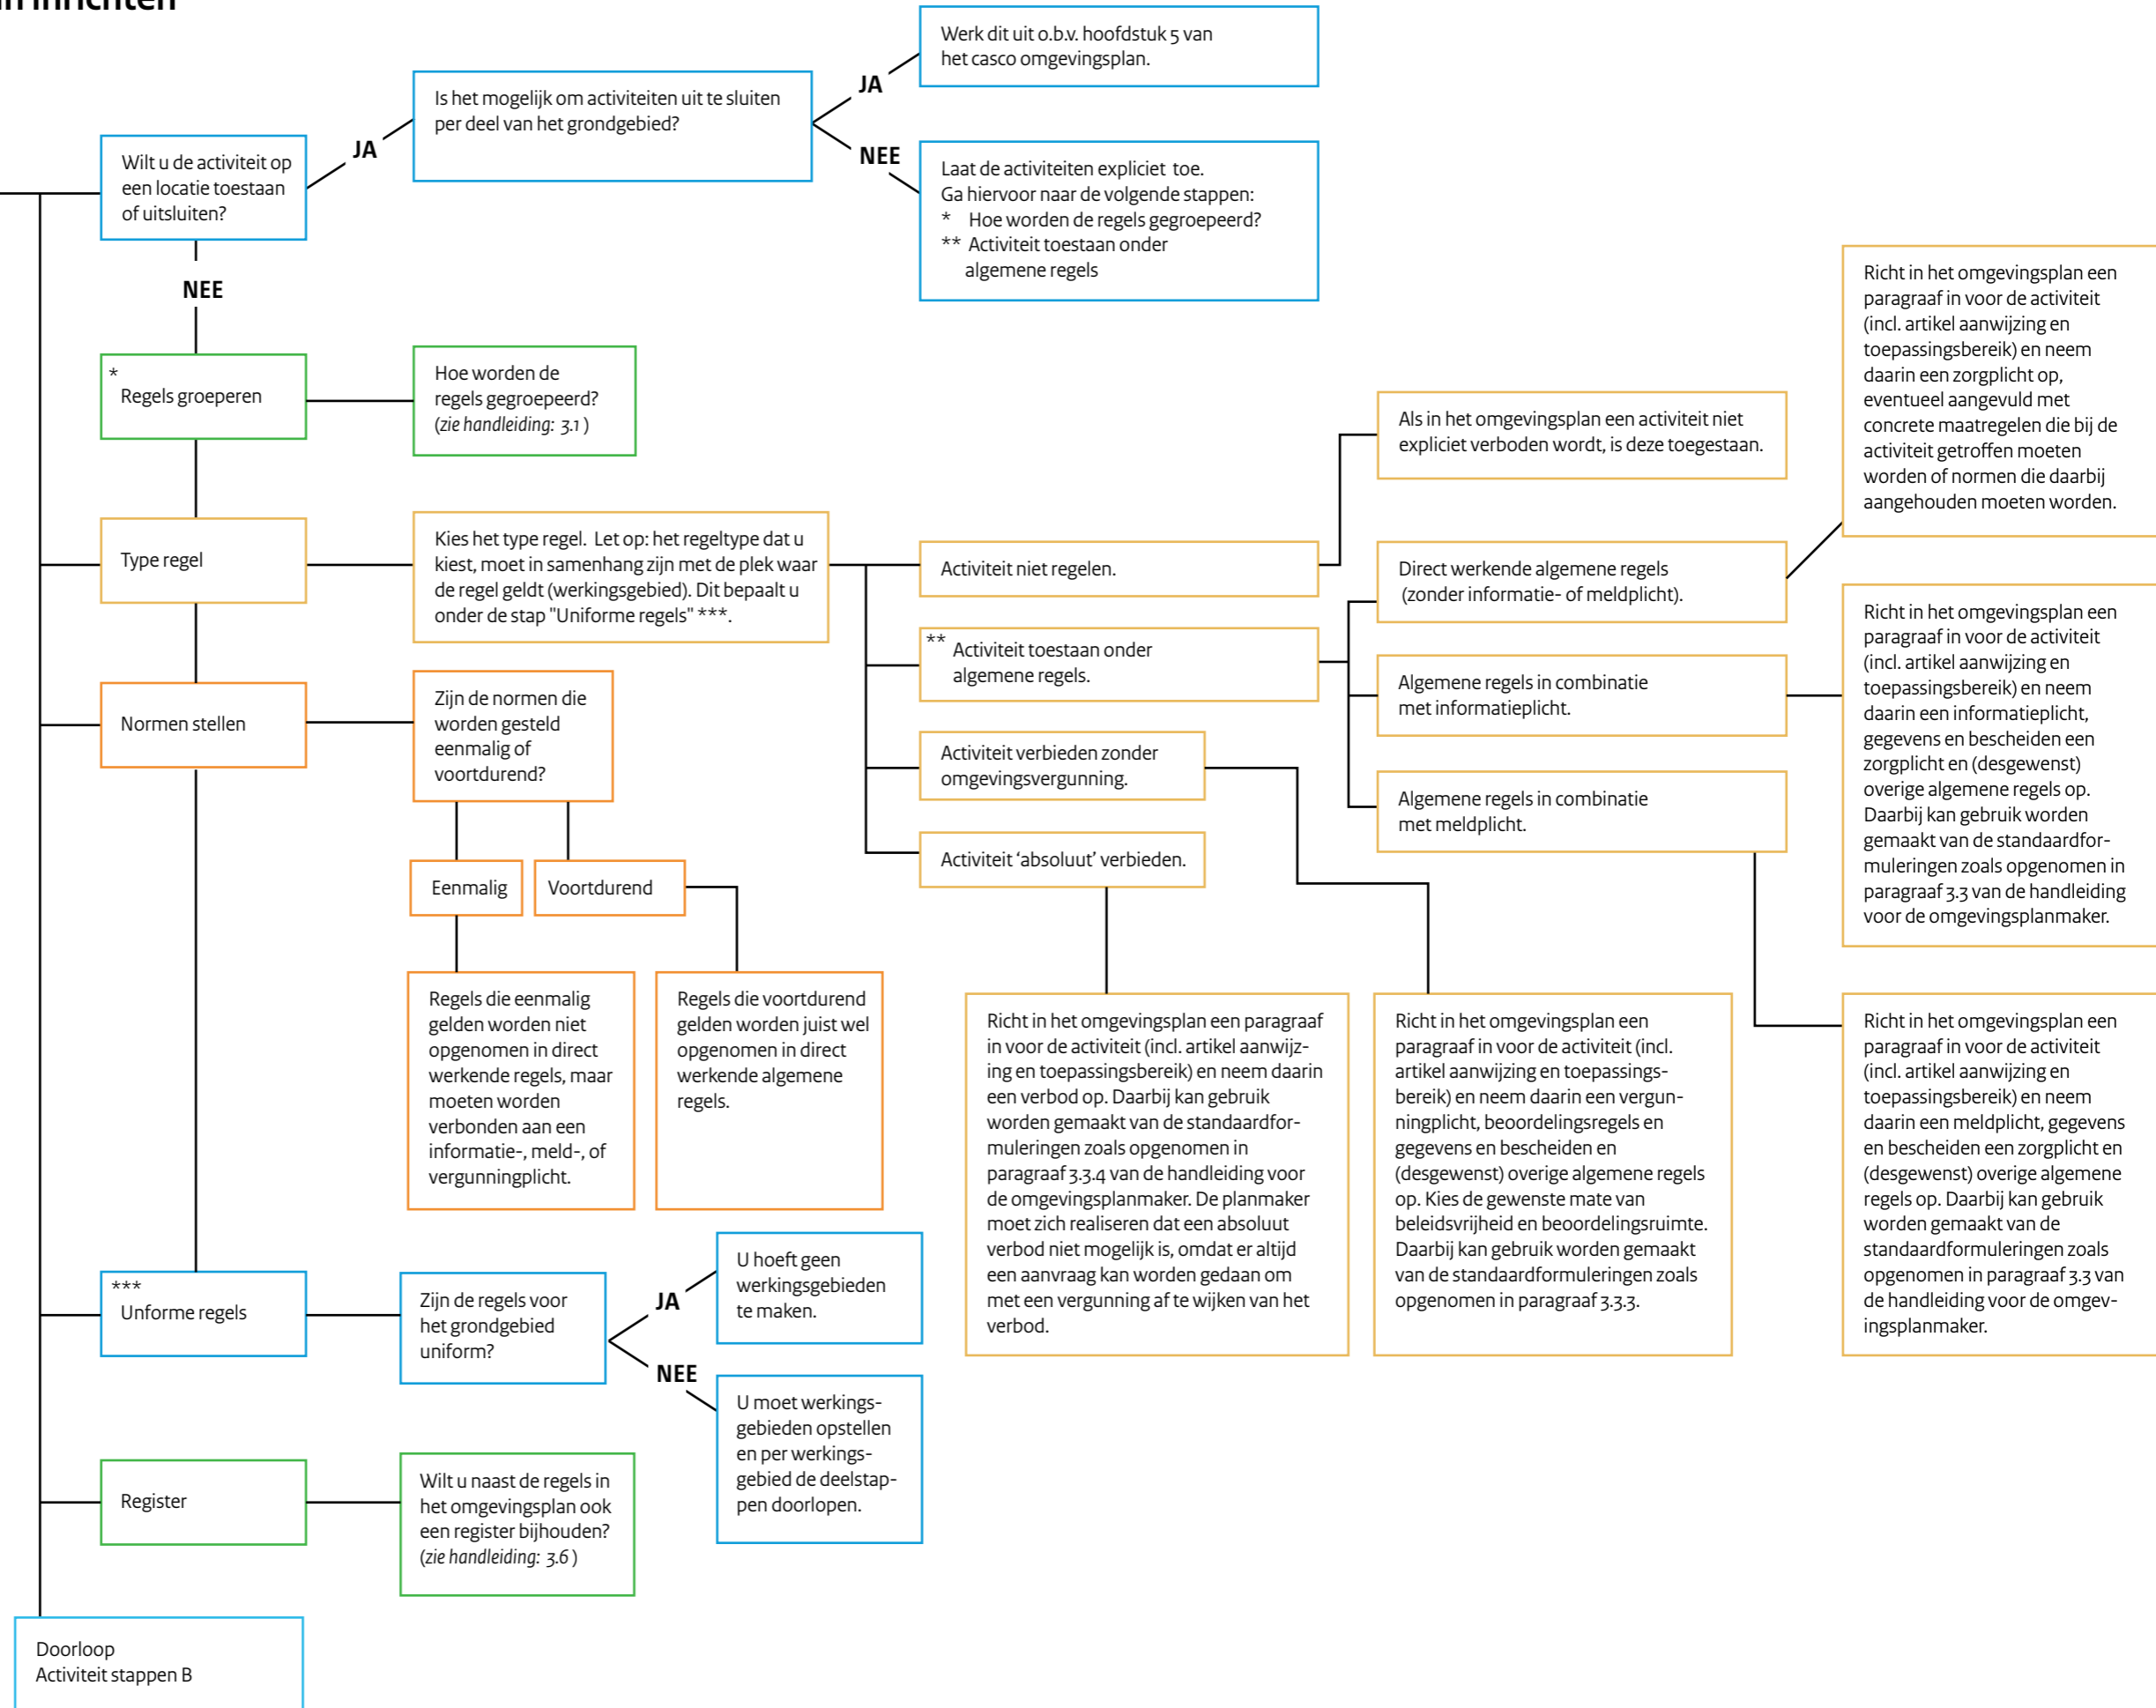 Werk dit uit o.b.v. hoofdstuk 5 van
het casco omgevingsplan.
JA
Is het mogelijk om activiteiten uit te sluiten
per deel van het grondgebied?
NEE
Laat de activiteiten expliciet toe.
Ga hiervoor naar de volgende stappen:
* Hoe worden de regels gegroepeerd?
** Activiteit toestaan onder
algemene regels
JA
Wilt u de activiteit op
een locatie toestaan
of uitsluiten?
NEE
*
Regels groeperen
Hoe worden de
regels gegroepeerd?
(zie handleiding: 3.1 )
Type regel
Kies het type regel. Let op: het regeltype dat u
kiest, moet in samenhang zijn met de plek waar
de regel geldt (werkingsgebied). Dit bepaalt u
onder de stap "Uniforme regels" ***.
Activiteit niet regelen.
Als in het omgevingsplan een activiteit niet
expliciet verboden wordt, is deze toegestaan.
** Activiteit toestaan onder
algemene regels.
Direct werkende algemene regels
(zonder informatie- of meldplicht).
Richt in het omgevingsplan een
paragraaf in voor de activiteit
(incl. artikel aanwijzing en
toepassingsbereik) en neem
daarin een zorgplicht op,
eventueel aangevuld met
concrete maatregelen die bij de
activiteit getroffen moeten
worden of normen die daarbij
aangehouden moeten worden.
Algemene regels in combinatie
met informatieplicht.
Richt in het omgevingsplan een
paragraaf in voor de activiteit
(incl. artikel aanwijzing en
toepassingsbereik) en neem
daarin een informatieplicht,
gegevens en bescheiden een
zorgplicht en (desgewenst)
overige algemene regels op.
Daarbij kan gebruik worden
gemaakt van de standaardfor-
muleringen zoals opgenomen in
paragraaf 3.3 van de handleiding
voor de omgevingsplanmaker.
Algemene regels in combinatie
met meldplicht.
Richt in het omgevingsplan een
paragraaf in voor de activiteit
(incl. artikel aanwijzing en
toepassingsbereik) en neem
daarin een meldplicht, gegevens
en bescheiden een zorgplicht en
(desgewenst) overige algemene
regels op. Daarbij kan gebruik
worden gemaakt van de
standaardformuleringen zoals
opgenomen in paragraaf 3.3 van
de handleiding voor de omgev-
ingsplanmaker.
Activiteit verbieden zonder
omgevingsvergunning.
Richt in het omgevingsplan een
paragraaf in voor de activiteit (incl.
artikel aanwijzing en toepassings-
bereik) en neem daarin een vergun-
ningplicht, beoordelingsregels en
gegevens en bescheiden en
(desgewenst) overige algemene regels
op. Kies de gewenste mate van
beleidsvrijheid en beoordelingsruimte.
Daarbij kan gebruik worden gemaakt
van de standaardformuleringen zoals
opgenomen in paragraaf 3.3.3.
Activiteit ‘absoluut’ verbieden.
Richt in het omgevingsplan een paragraaf
in voor de activiteit (incl. artikel aanwijz-
ing en toepassingsbereik) en neem daarin
een verbod op. Daarbij kan gebruik
worden gemaakt van de standaardfor-
muleringen zoals opgenomen in
paragraaf 3.3.4 van de handleiding voor
de omgevingsplanmaker. De planmaker
moet zich realiseren dat een absoluut
verbod niet mogelijk is, omdat er altijd
een aanvraag kan worden gedaan om
met een vergunning af te wijken van het
verbod.
Normen stellen
Zijn de normen die
worden gesteld
eenmalig of
voortdurend?
Eenmalig
Voortdurend
Regels die eenmalig
gelden worden niet
opgenomen in direct
werkende regels, maar
moeten worden
verbonden aan een
informatie-, meld-, of
vergunningplicht.
Regels die voortdurend
gelden worden juist wel
opgenomen in direct
werkende algemene
regels.
***
Unforme regels
Zijn de regels voor
het grondgebied
uniform?
JA
U hoeft geen
werkingsgebieden
te maken.
NEE
U moet werkings-
gebieden opstellen
en per werkings-
gebied de deelstap-
pen doorlopen.
Register
Wilt u naast de regels in
het omgevingsplan ook
een register bijhouden?
(zie handleiding: 3.6 )
Doorloop
Activiteit stappen B